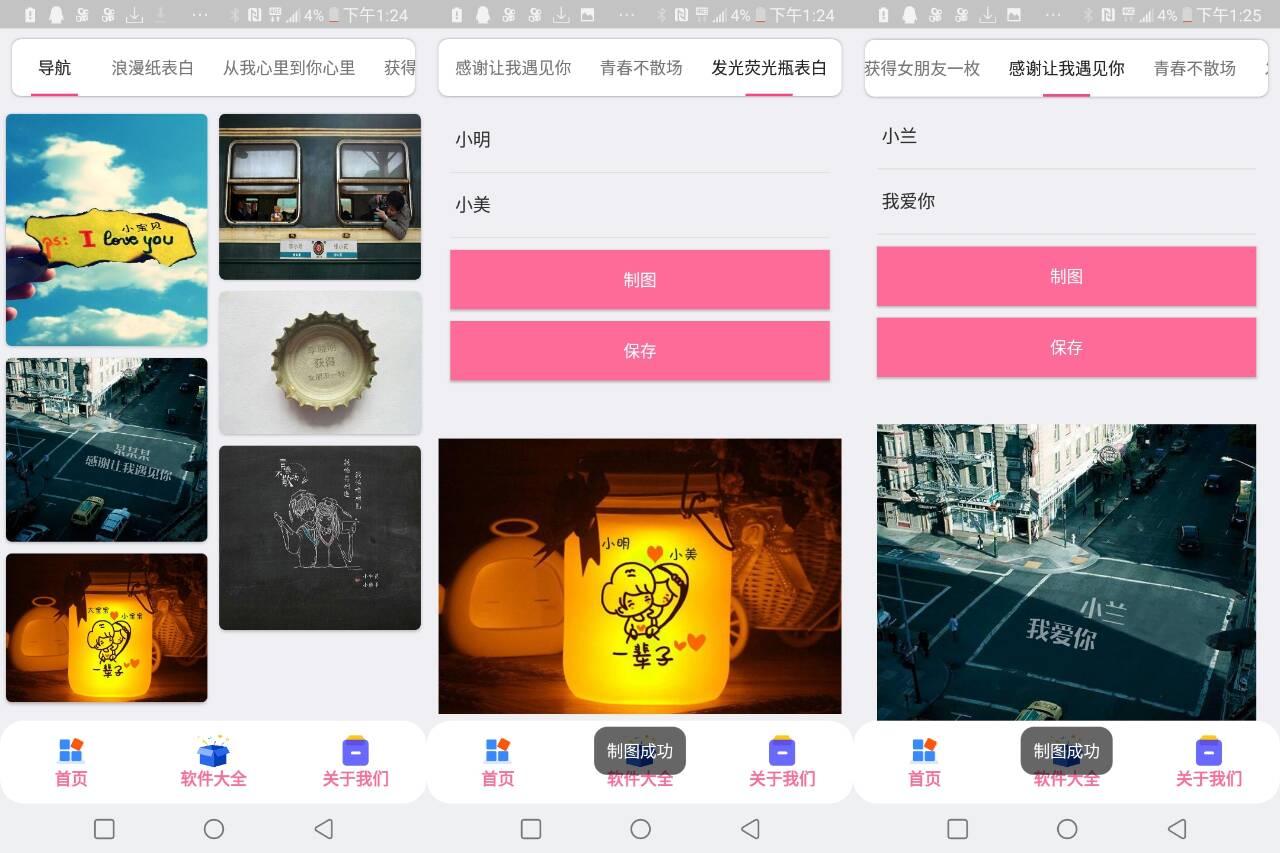 4% 下午1:24
导航 浪漫纸表白 从我心里到你心里 获得
小宝贝
ps: I love you
获得
女朋友一枚
某某某
感谢让我遇见你
大宝宝 小宝宝
一辈子
首页 软件大全 关于我们
4% 下午1:24
感谢让我遇见你 青春不散场 发光荧光瓶表白
小明
小美
制图
保存
小明 小美
一辈子
制图成功
首页 软件大全 关于我们
4% 下午1:25
获得女朋友一枚 感谢让我遇见你 青春不散场
小兰
我爱你
制图
保存
小兰
我爱你
制图成功
首页 软件大全 关于我们